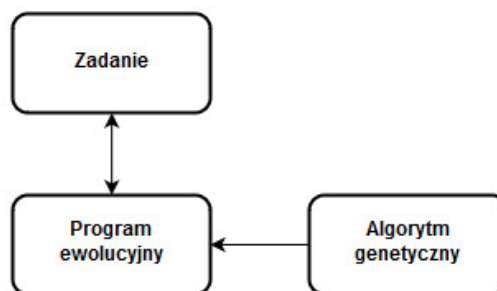 Zadanie
Program
ewolucyjny
Algorytm
genetyczny